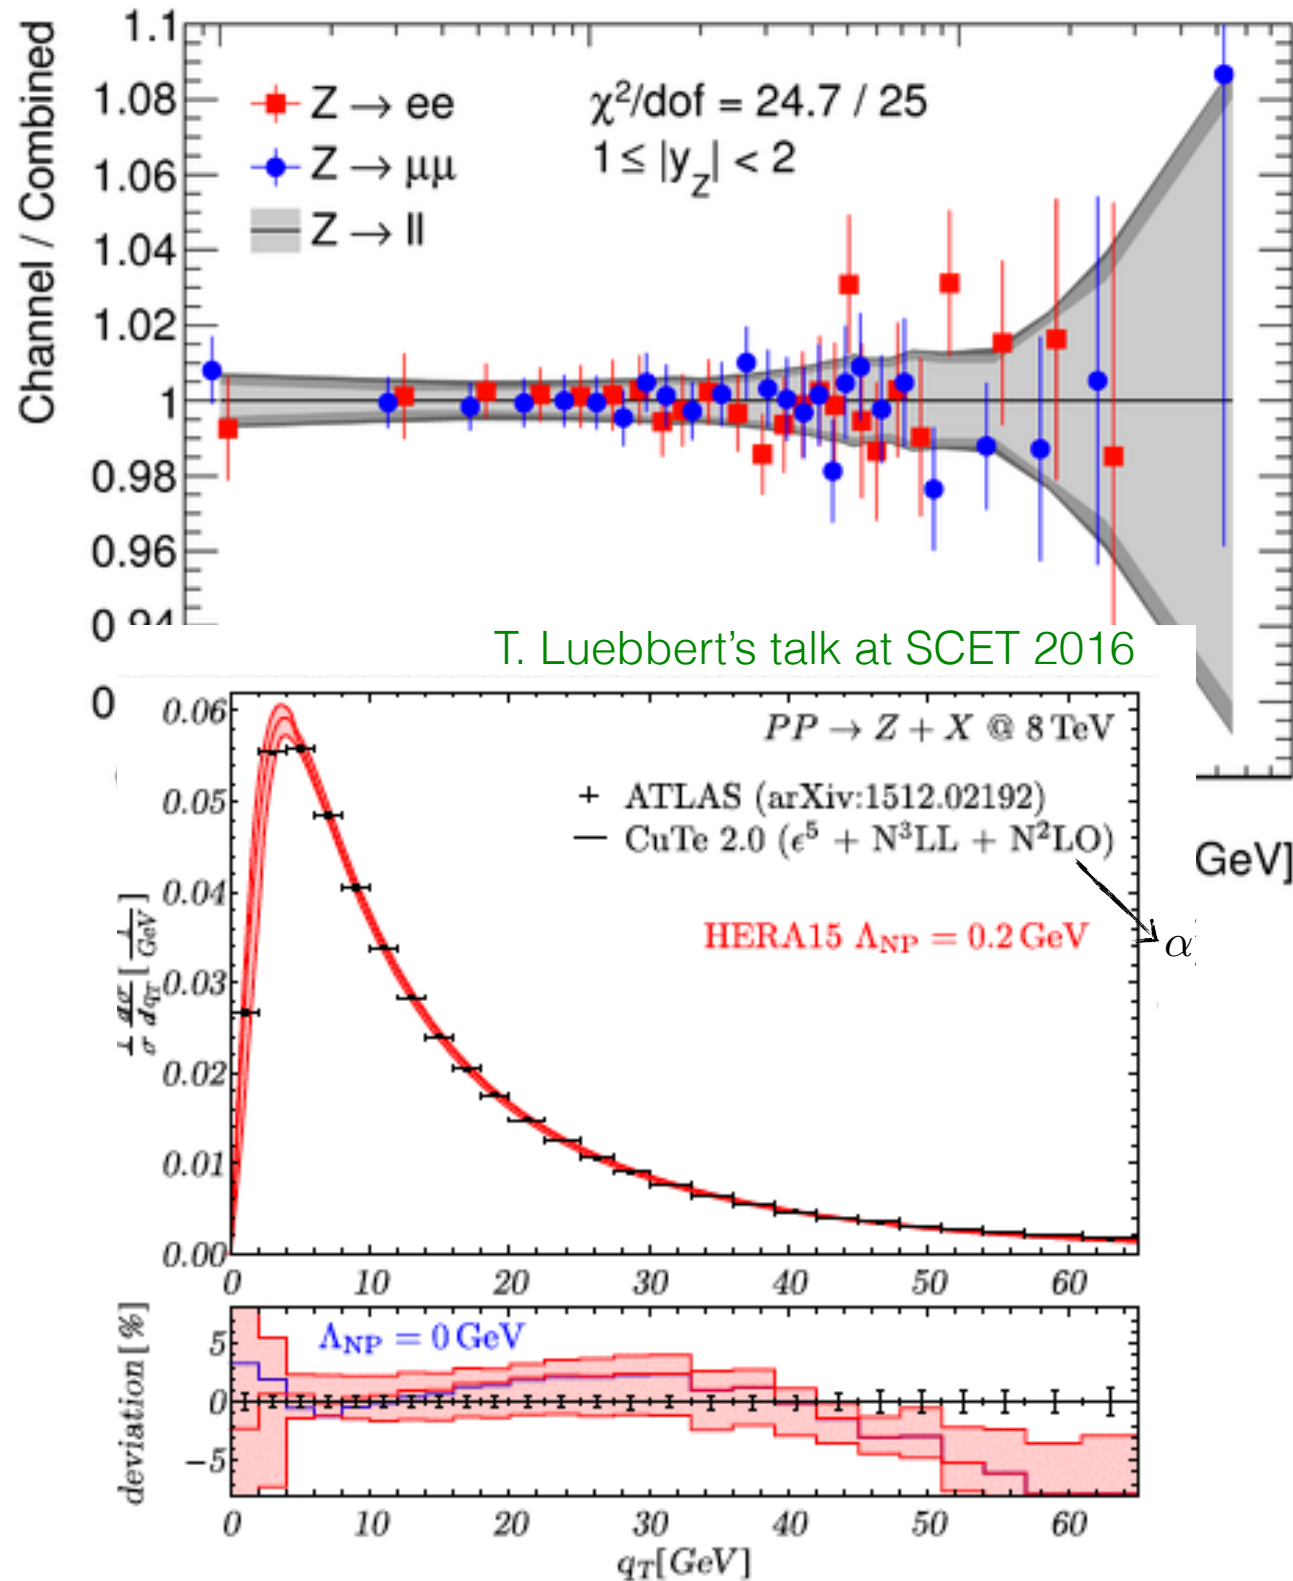 Channel / Combined
1.1
1.08
1.06
1.04
1.02
1
0.98
0.96
0.94
0
Z → ee
Z → μμ
Z → ll
χ²/dof = 24.7 / 25
1 ≤ |y_Z| < 2
GeV]
T. Luebbert's talk at SCET 2016
1/σ dσ/dq_T [1/GeV]
0.06
0.05
0.04
0.03
0.02
0.01
0.00
PP → Z + X @ 8 TeV
+ ATLAS (arXiv:1512.02192)
— CuTe 2.0 (ϵ⁵ + N³LL + N²LO)
HERA15 Λ_NP = 0.2 GeV
α
0 10 20 30 40 50 60
deviation[%]
5
0
−5
Λ_NP = 0 GeV
0 10 20 30 40 50 60
q_T[GeV]